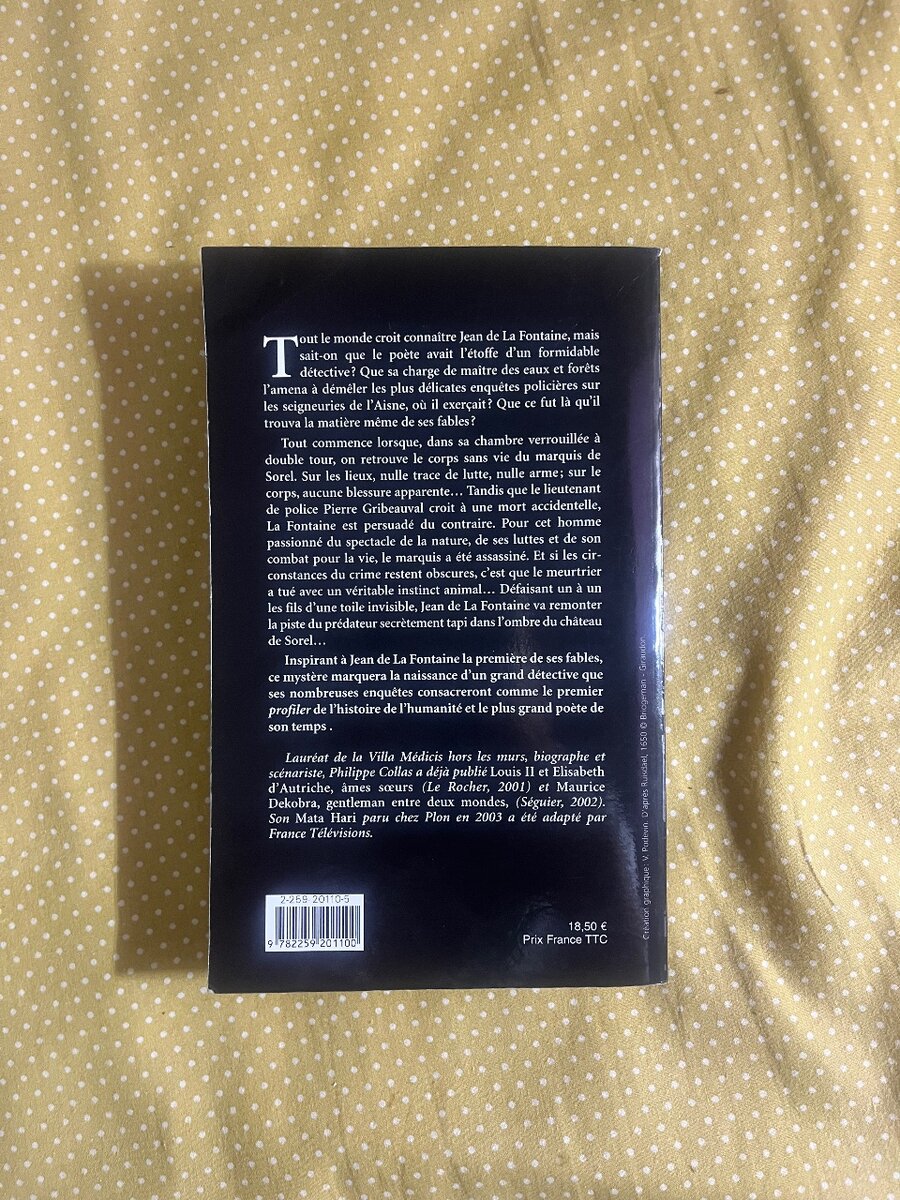 Tout le monde croit connaître Jean de La Fontaine, mais
sait-on que le poète avait l'étoffe d'un formidable
détective ? Que sa charge de maître des eaux et forêts
l'amena à démêler les plus délicates enquêtes policières sur
les seigneuries de l'Aisne, où il exerçait ? Que ce fut là qu'il
trouva la matière même de ses fables ?
Tout commence lorsque, dans sa chambre verrouillée à
double tour, on retrouve le corps sans vie du marquis de
Sorel. Sur les lieux, nulle trace de lutte, nulle arme ; sur le
corps, aucune blessure apparente… Tandis que le lieutenant
de police Pierre Gribeauval croit à une mort accidentelle,
La Fontaine est persuadé du contraire. Pour cet homme
passionné du spectacle de la nature, de ses luttes et de son
combat pour la vie, le marquis a été assassiné. Et si les cir-
constances du crime restent obscures, c'est que le meurtrier
a tué avec un véritable instinct animal… Défaisant un à un
les fils d'une toile invisible, Jean de La Fontaine va remonter
la piste du prédateur secrètement tapi dans l'ombre du château
de Sorel…
Inspirant à Jean de La Fontaine la première de ses fables,
ce mystère marquera la naissance d'un grand détective que
ses nombreuses enquêtes consacreront comme le premier
profiler de l'histoire de l'humanité et le plus grand poète de
son temps .
Lauréat de la Villa Médicis hors les murs, biographe et
scénariste, Philippe Collas a déjà publié Louis II et Elisabeth
d'Autriche, âmes sœurs (Le Rocher, 2001) et Maurice
Dekobra, gentleman entre deux mondes, (Séguier, 2002).
Son Mata Hari paru chez Plon en 2003 a été adapté par
France Télévisions.
2-259-20110-5
9 782259 201100
18,50 €
Prix France TTC
Création graphique : V. Podevin. D'après Ruisdael, 1650 © Bridgeman - Giraudon